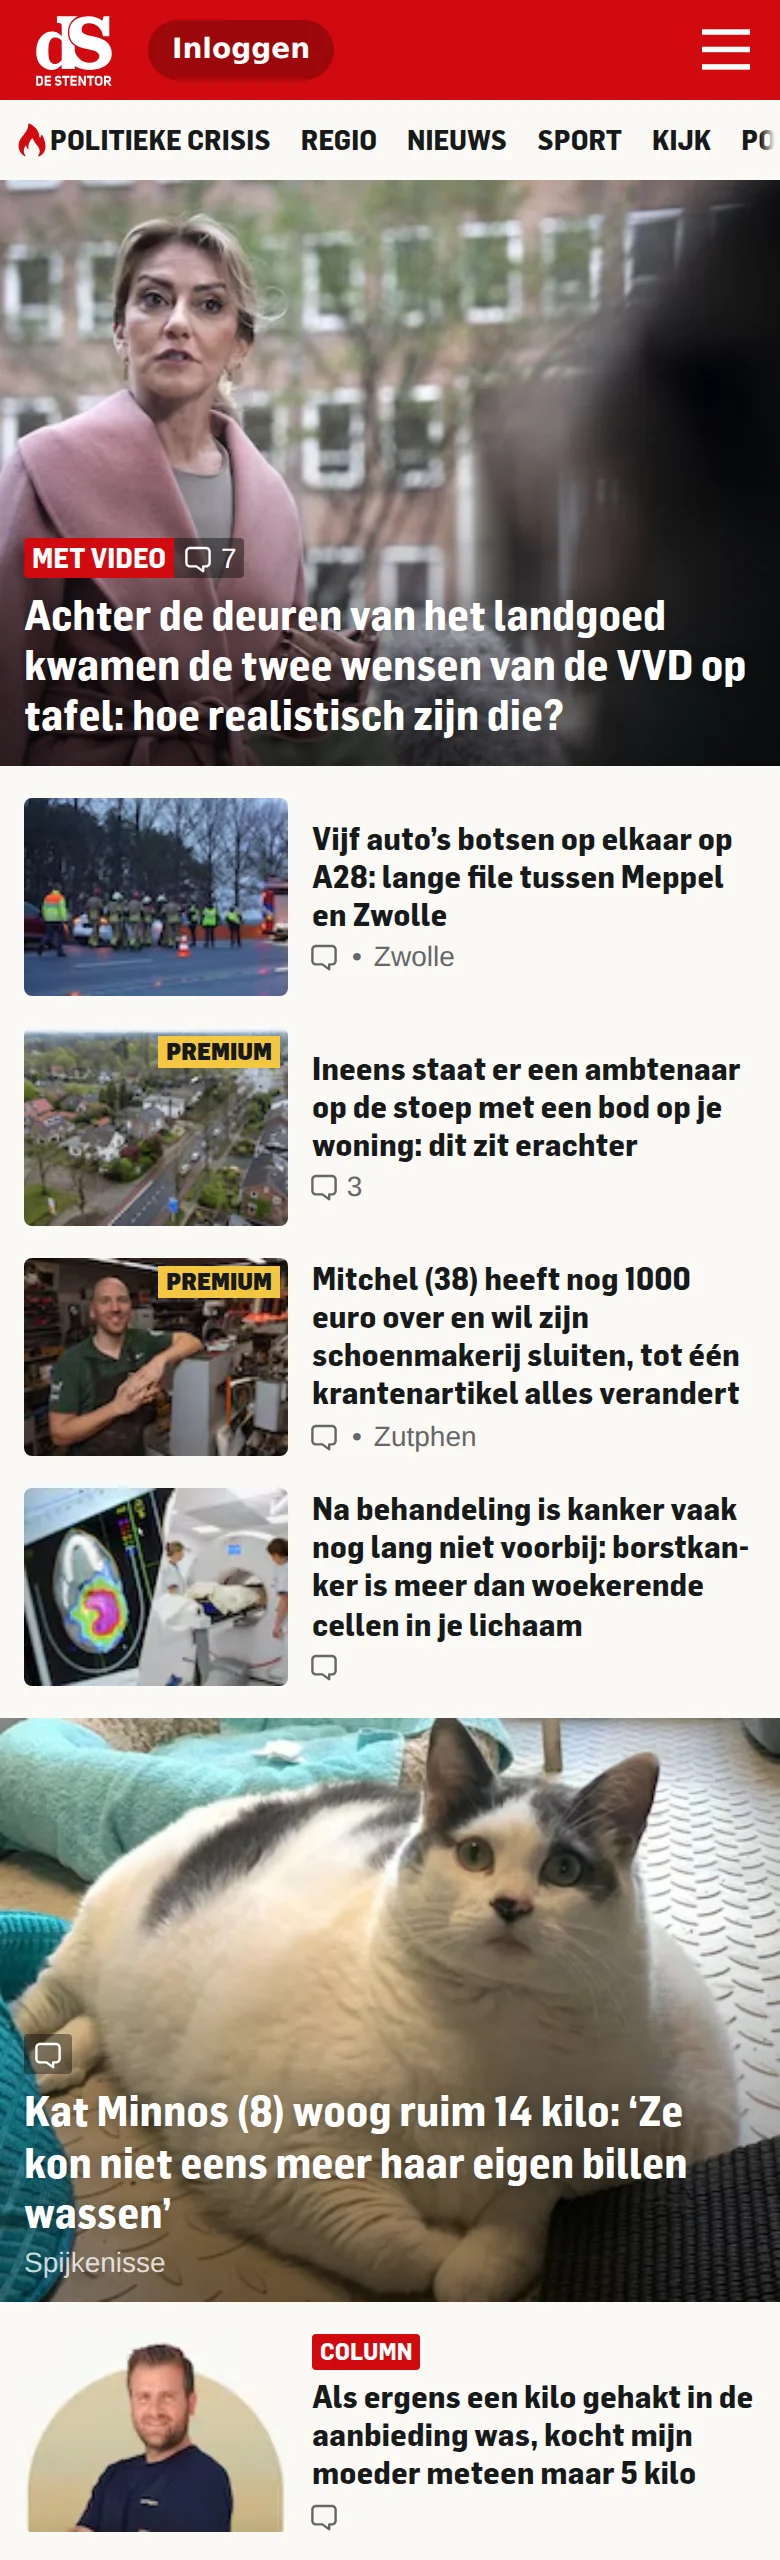 dS
DE STENTOR
Inloggen
POLITIEKE CRISIS REGIO NIEUWS SPORT KIJK PO
MET VIDEO 7
Achter de deuren van het landgoed
kwamen de twee wensen van de VVD op
tafel: hoe realistisch zijn die?
Vijf auto’s botsen op elkaar op
A28: lange file tussen Meppel
en Zwolle
• Zwolle
PREMIUM
Ineens staat er een ambtenaar
op de stoep met een bod op je
woning: dit zit erachter
3
PREMIUM
Mitchel (38) heeft nog 1000
euro over en wil zijn
schoenmakerij sluiten, tot één
krantenartikel alles verandert
• Zutphen
Na behandeling is kanker vaak
nog lang niet voorbij: borstkan-
ker is meer dan woekerende
cellen in je lichaam
Kat Minnos (8) woog ruim 14 kilo: ‘Ze
kon niet eens meer haar eigen billen
wassen’
Spijkenisse
COLUMN
Als ergens een kilo gehakt in de
aanbieding was, kocht mijn
moeder meteen maar 5 kilo